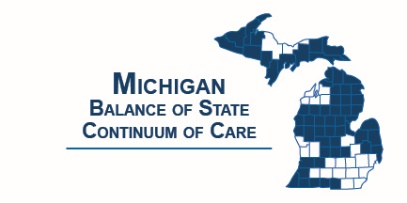 Michigan
Balance of State
Continuum of Care